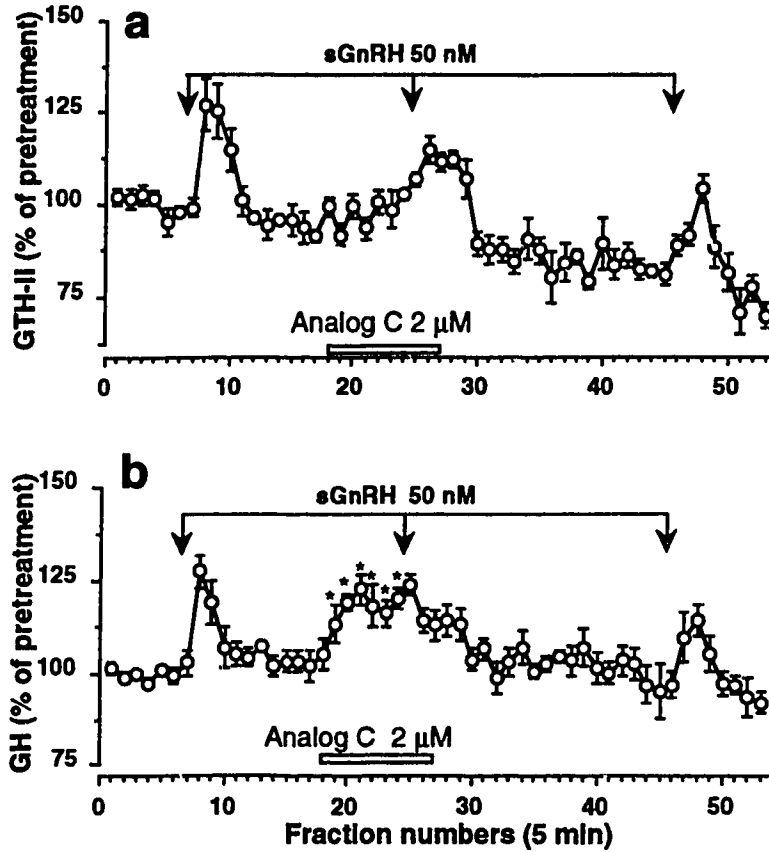 a
150
125
100
75
GTH-II (% of pretreatment)
sGnRH 50 nM
Analog C 2 μM
0 10 20 30 40 50
b
150
125
100
75
GH (% of pretreatment)
sGnRH 50 nM
* * * * * *
Analog C 2 μM
0 10 20 30 40 50
Fraction numbers (5 min)